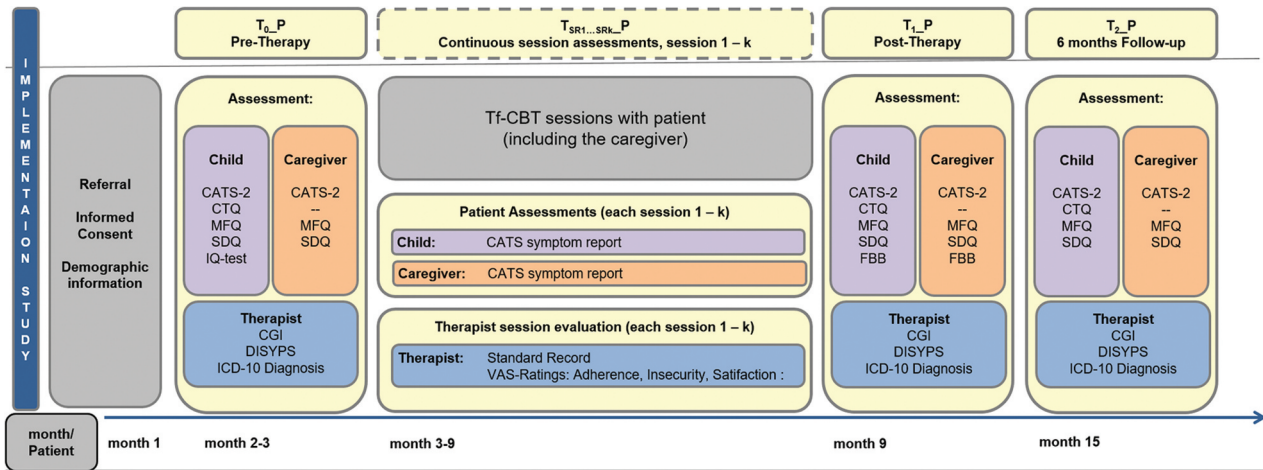 IMPLEMENTAION STUDY
T0_P
Pre-Therapy
TSR1...SRk_P
Continuous session assessments, session 1 – k
T1_P
Post-Therapy
T2_P
6 months Follow-up
Referral
Informed
Consent
Demographic
information
Assessment:
Child
CATS-2
CTQ
MFQ
SDQ
IQ-test
Caregiver
CATS-2
--
MFQ
SDQ
Therapist
CGI
DISYPS
ICD-10 Diagnosis
Tf-CBT sessions with patient
(including the caregiver)
Patient Assessments (each session 1 – k)
Child: CATS symptom report
Caregiver: CATS symptom report
Therapist session evaluation (each session 1 – k)
Therapist: Standard Record
VAS-Ratings: Adherence, Insecurity, Satifaction :
Assessment:
Child
CATS-2
CTQ
MFQ
SDQ
FBB
Caregiver
CATS-2
--
MFQ
SDQ
FBB
Therapist
CGI
DISYPS
ICD-10 Diagnosis
Assessment:
Child
CATS-2
CTQ
MFQ
SDQ
Caregiver
CATS-2
--
MFQ
SDQ
Therapist
CGI
DISYPS
ICD-10 Diagnosis
month/
Patient
month 1
month 2-3
month 3-9
month 9
month 15